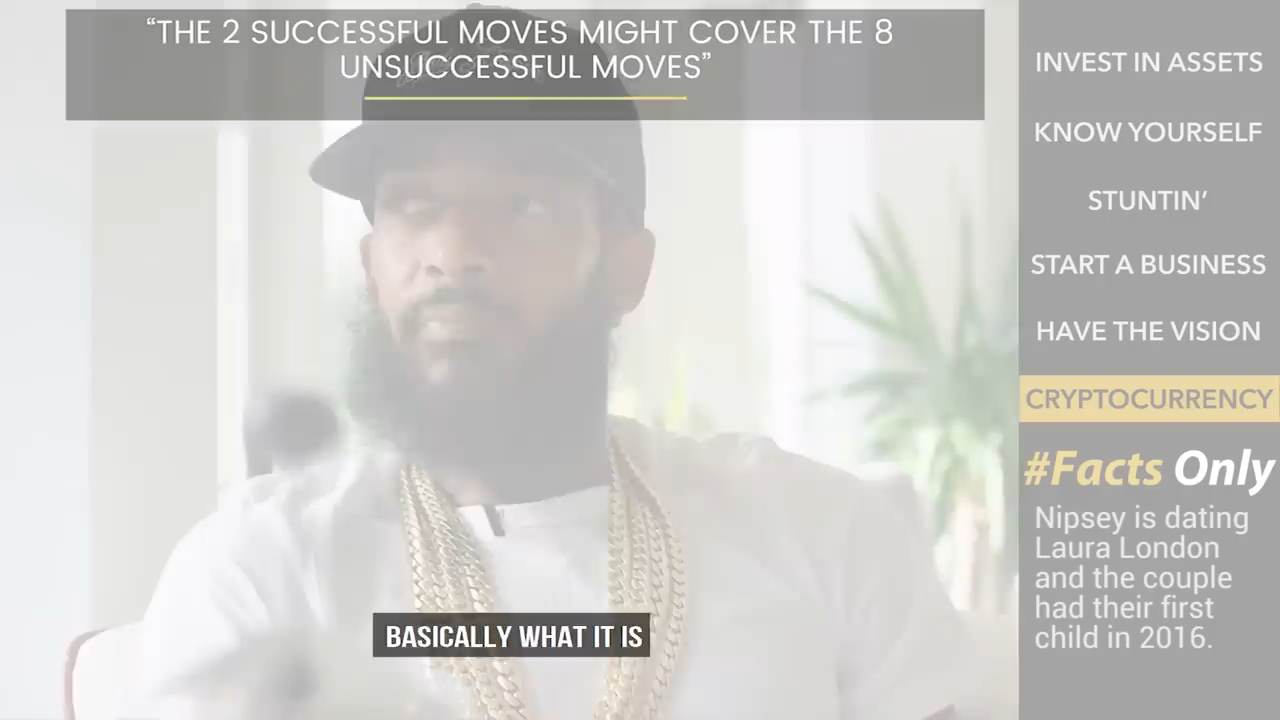 “THE 2 SUCCESSFUL MOVES MIGHT COVER THE 8
UNSUCCESSFUL MOVES”
BASICALLY WHAT IT IS
INVEST IN ASSETS
KNOW YOURSELF
STUNTIN’
START A BUSINESS
HAVE THE VISION
CRYPTOCURRENCY
#Facts Only
Nipsey is dating
Laura London
and the couple
had their first
child in 2016.